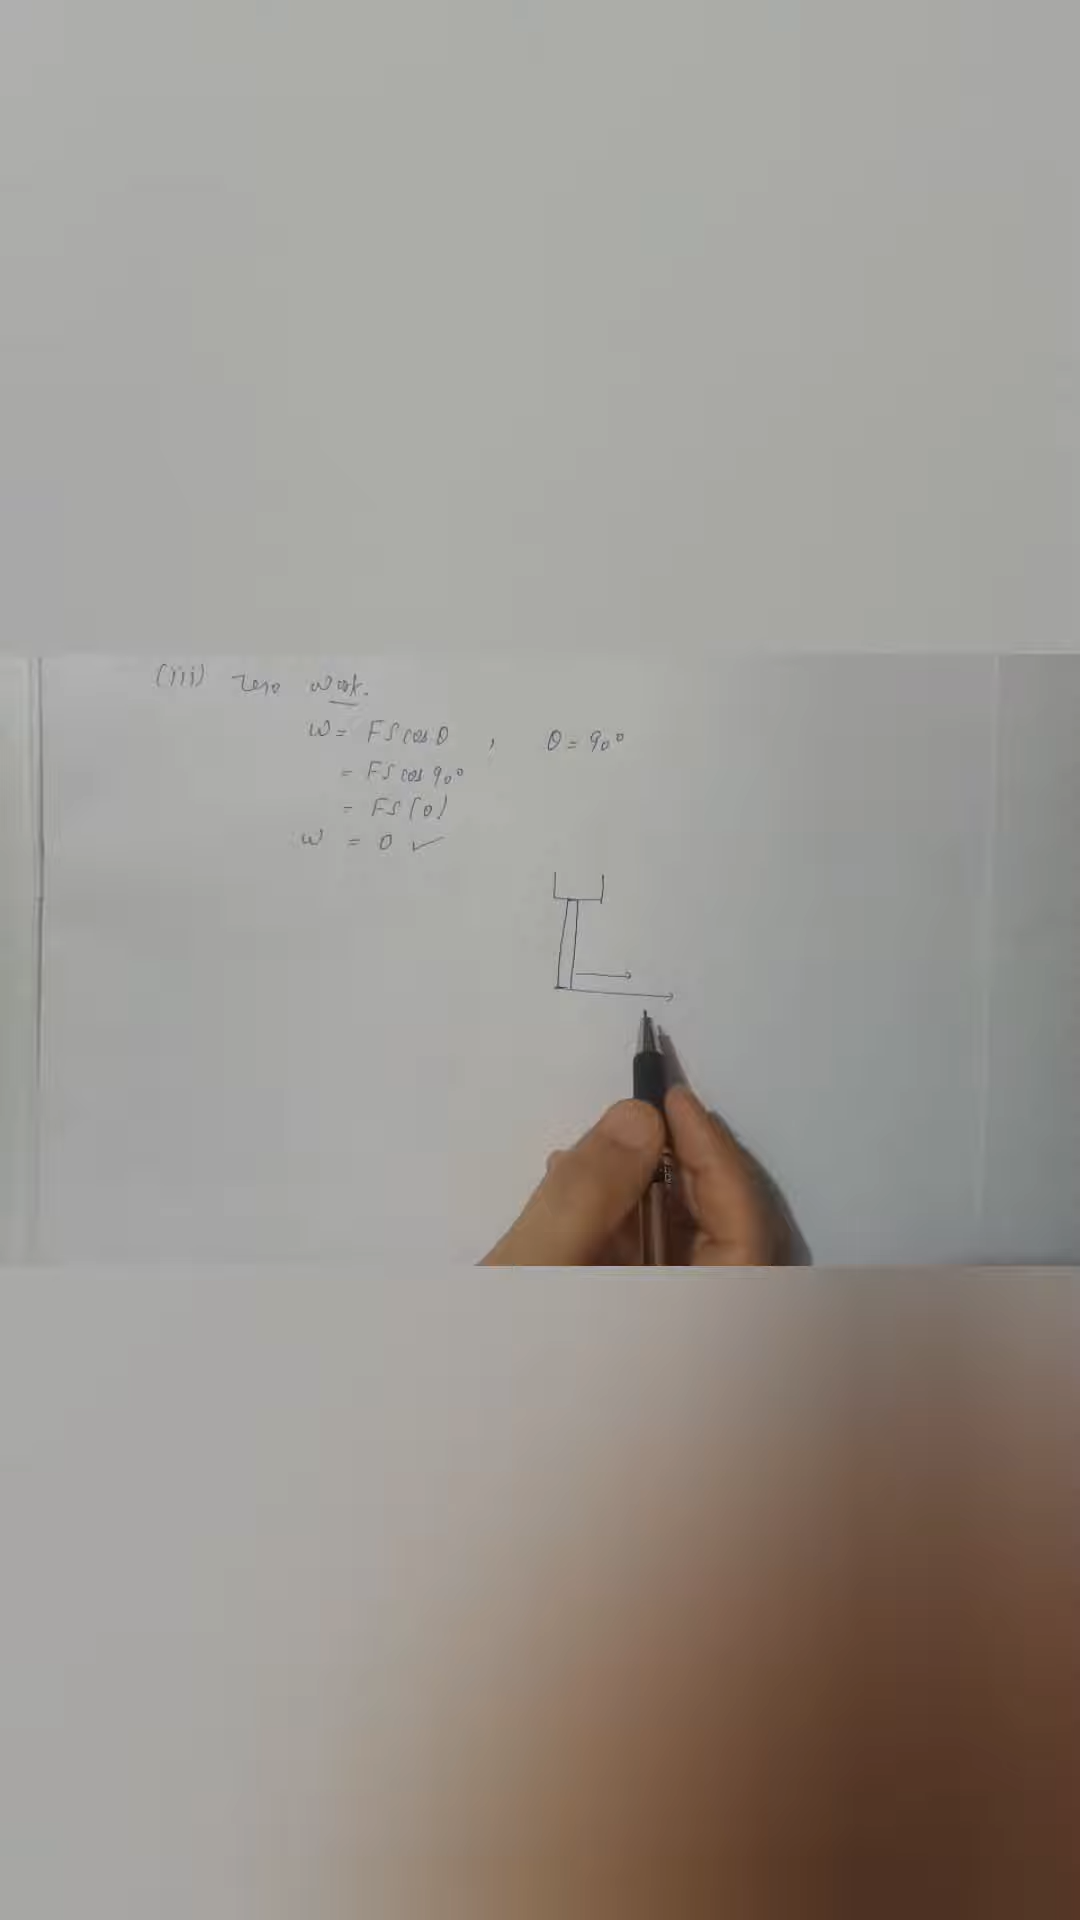 (iii) Zero Work.
W = FS cos θ , θ = 90°
= FS cos 90°
= FS (0)
W = 0 ✓